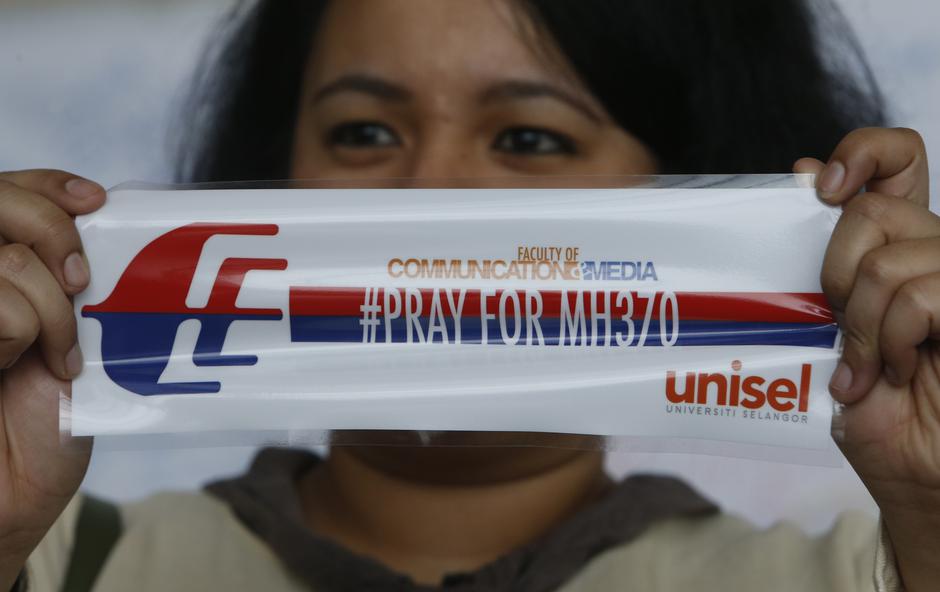 FACULTY OF
COMMUNICATION & MEDIA
#PRAY FOR MH370
unisel
UNIVERSITI SELANGOR